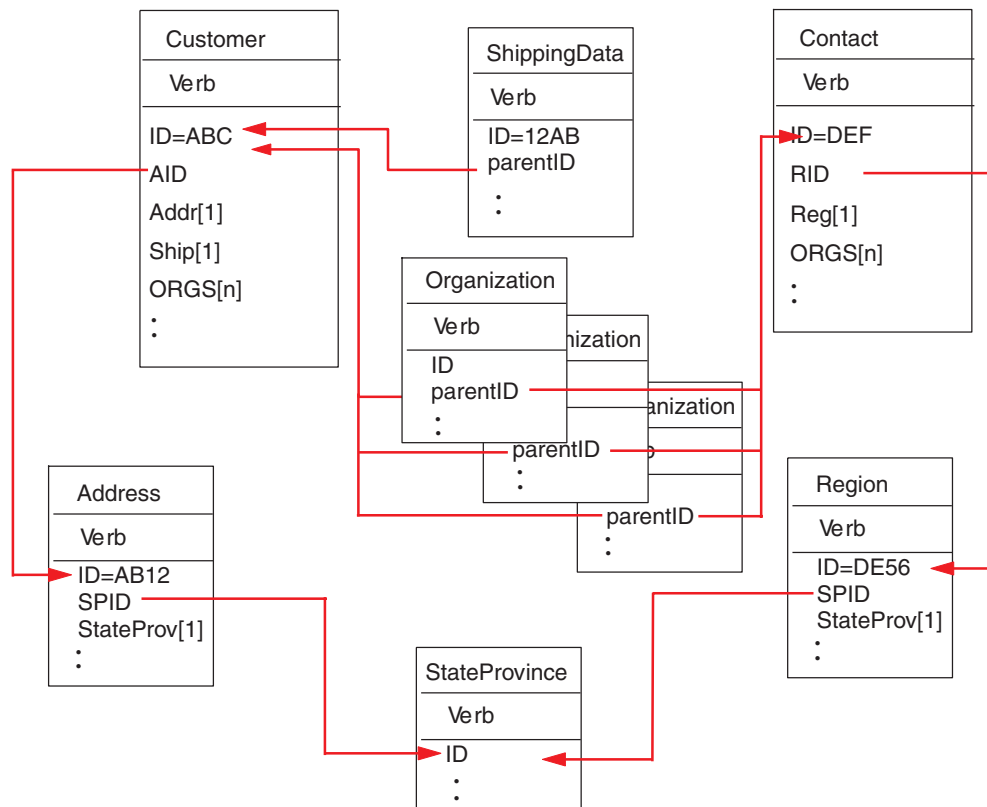 Customer
Verb
ID=ABC
AID
Addr[1]
Ship[1]
ORGS[n]
:
ShippingData
Verb
ID=12AB
parentID
:
Contact
Verb
ID=DEF
RID
Reg[1]
ORGS[n]
:
Organization
Verb
ID
parentID
:
nization
parentID
:
anization
parentID
:
Address
Verb
ID=AB12
SPID
StateProv[1]
:
Region
Verb
ID=DE56
SPID
StateProv[1]
:
StateProvince
Verb
ID
: